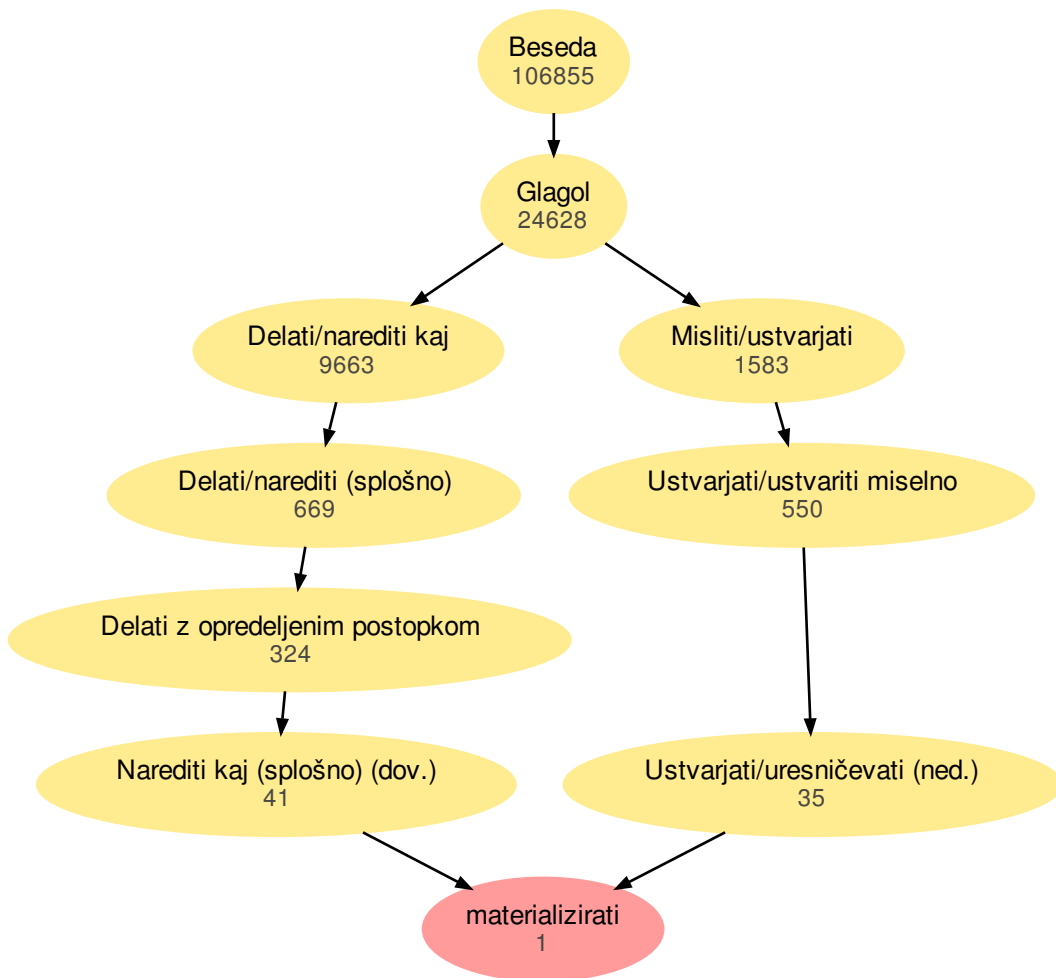 Beseda
106855
Glagol
24628
Delati/narediti kaj
9663
Misliti/ustvarjati
1583
Delati/narediti (splošno)
669
Ustvarjati/ustvariti miselno
550
Delati z opredeljenim postopkom
324
Narediti kaj (splošno) (dov.)
41
Ustvarjati/uresničevati (ned.)
35
materializirati
1